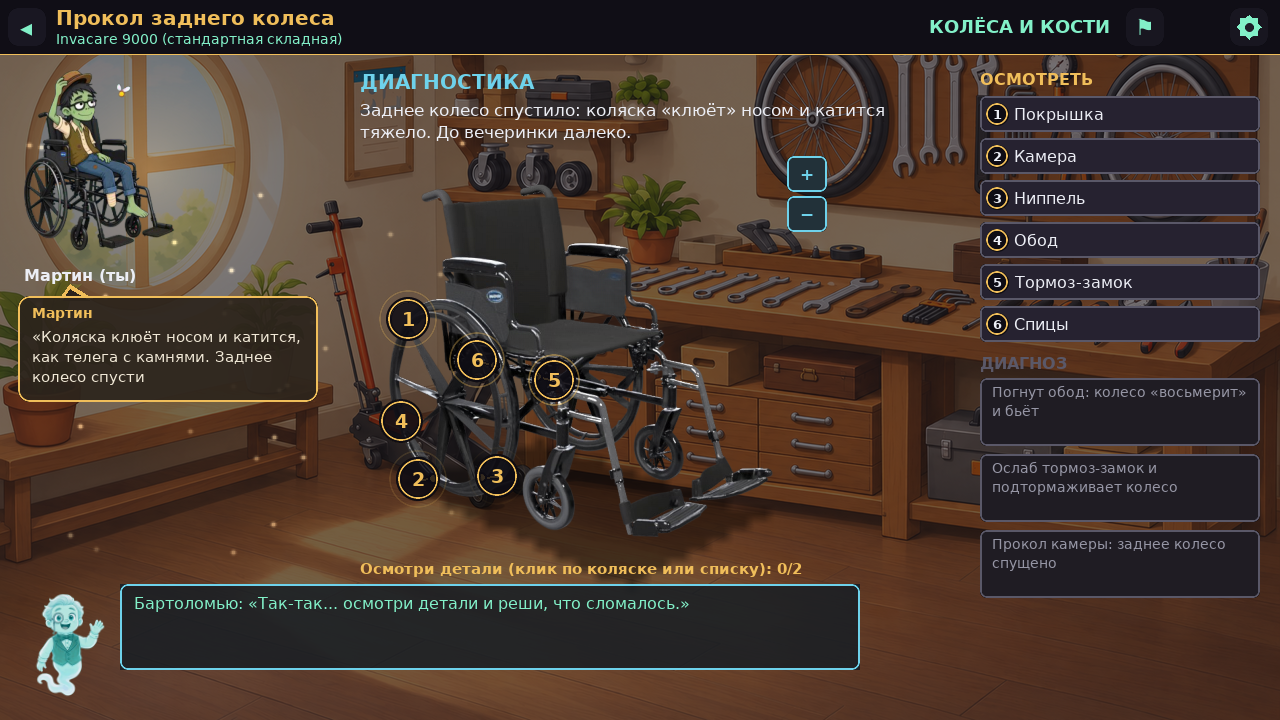 Прокол заднего колеса
Invacare 9000 (стандартная складная)
КОЛЁСА И КОСТИ
ДИАГНОСТИКА
Заднее колесо спустило: коляска «клюёт» носом и катится
тяжело. До вечеринки далеко.
+
−
Мартин (ты)
Мартин
«Коляска клюёт носом и катится,
как телега с камнями. Заднее
колесо спусти
1
6
5
4
2
3
ОСМОТРЕТЬ
1 Покрышка
2 Камера
3 Ниппель
4 Обод
5 Тормоз-замок
6 Спицы
ДИАГНОЗ
Погнут обод: колесо «восьмерит»
и бьёт
Ослаб тормоз-замок и
подтормаживает колесо
Прокол камеры: заднее колесо
спущено
Осмотри детали (клик по коляске или списку): 0/2
Бартоломью: «Так-так… осмотри детали и реши, что сломалось.»